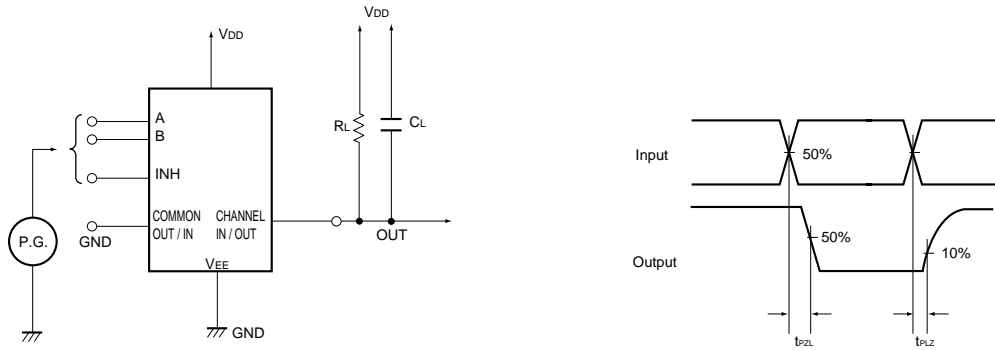 VDD
VDD
A
B
INH
COMMON
OUT / IN
CHANNEL
IN / OUT
VEE
GND
P.G.
GND
RL
CL
OUT
Input
50%
Output
50%
10%
tPZL
tPLZ